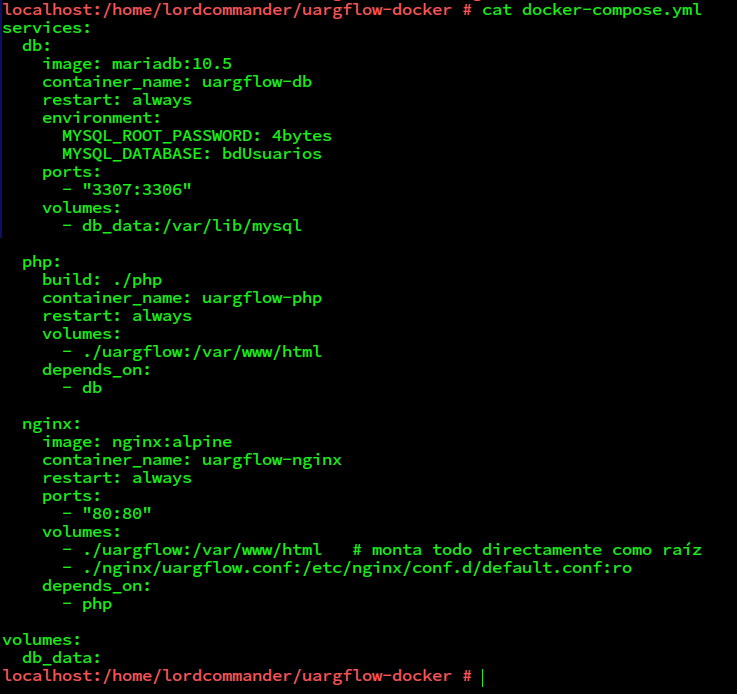 localhost:/home/lordcommander/uargflow-docker # cat docker-compose.yml
services:
  db:
    image: mariadb:10.5
    container_name: uargflow-db
    restart: always
    environment:
      MYSQL_ROOT_PASSWORD: 4bytes
      MYSQL_DATABASE: bdUsuarios
    ports:
      - "3307:3306"
    volumes:
      - db_data:/var/lib/mysql

  php:
    build: ./php
    container_name: uargflow-php
    restart: always
    volumes:
      - ./uargflow:/var/www/html
    depends_on:
      - db

  nginx:
    image: nginx:alpine
    container_name: uargflow-nginx
    restart: always
    ports:
      - "80:80"
    volumes:
      - ./uargflow:/var/www/html   # monta todo directamente como raíz
      - ./nginx/uargflow.conf:/etc/nginx/conf.d/default.conf:ro
    depends_on:
      - php

volumes:
  db_data:
localhost:/home/lordcommander/uargflow-docker #